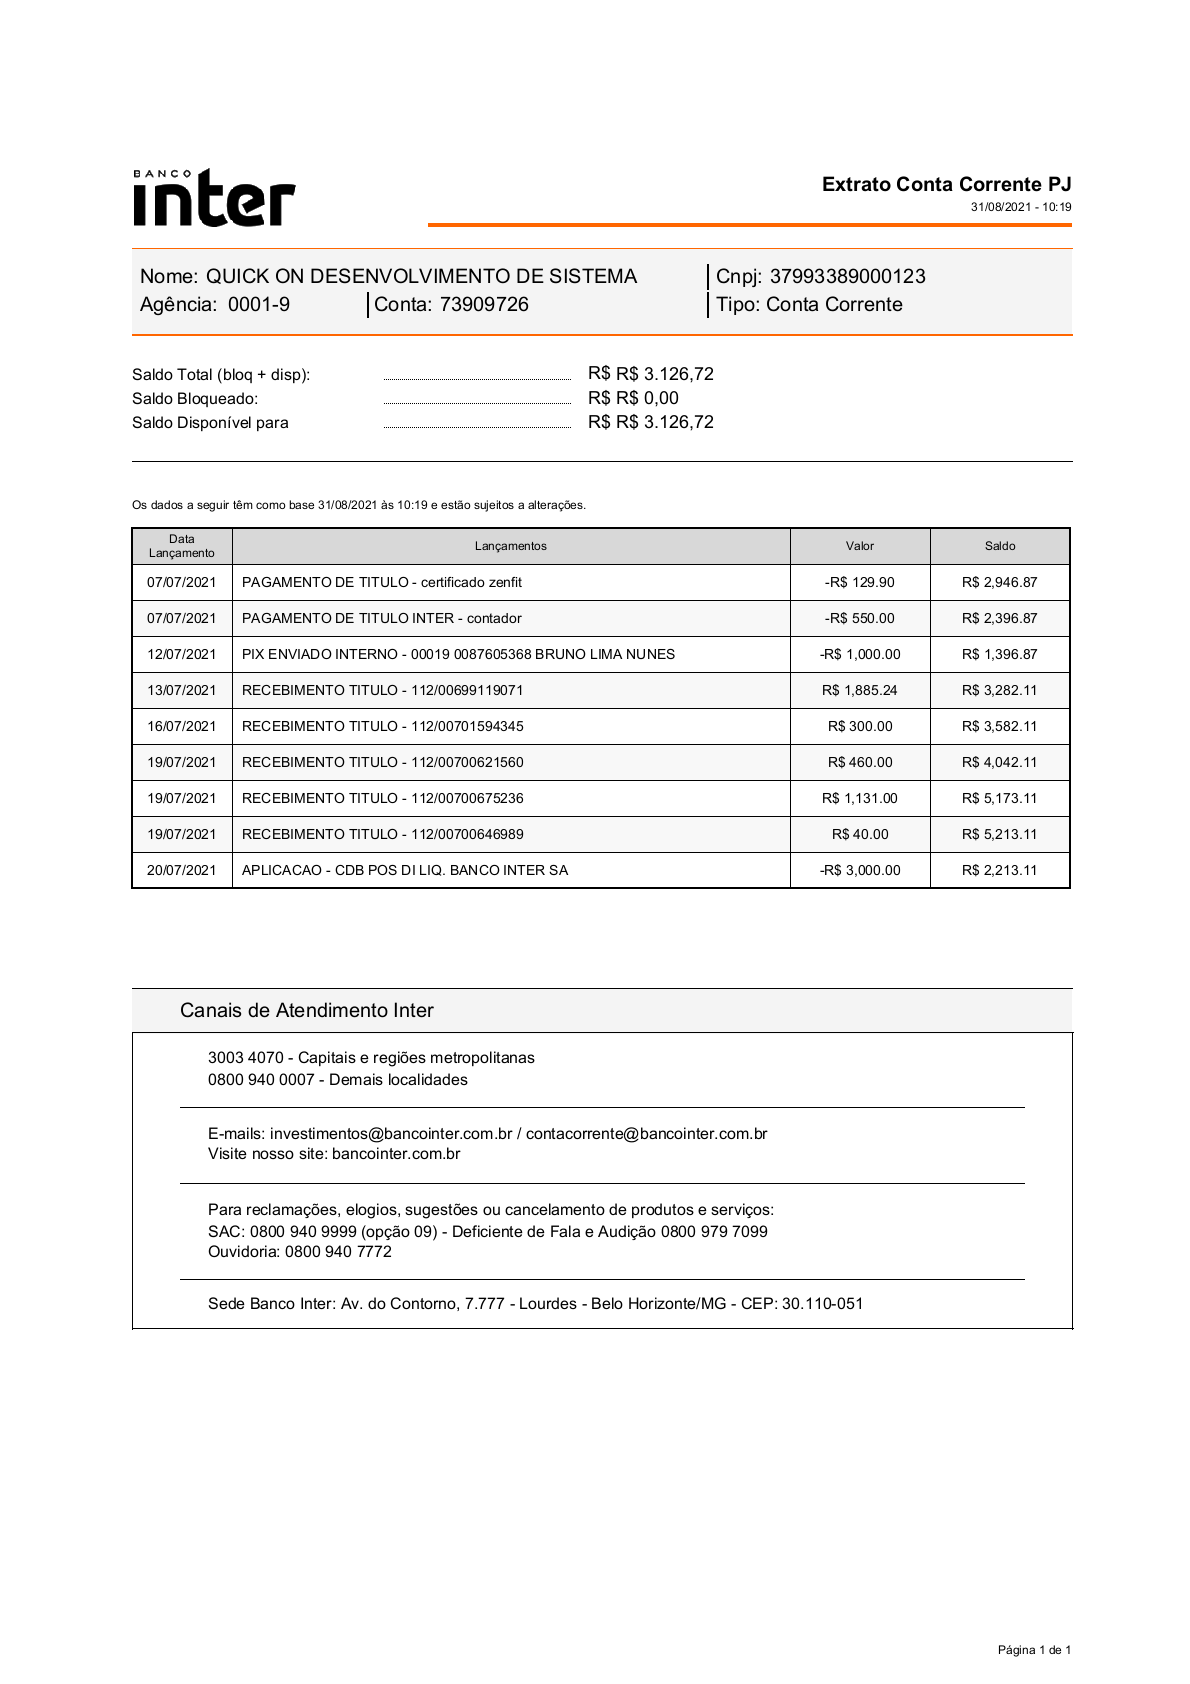 BANCO
inter
Extrato Conta Corrente PJ
31/08/2021 - 10:19
Nome: QUICK ON DESENVOLVIMENTO DE SISTEMA Cnpj: 37993389000123
Agência: 0001-9 Conta: 73909726 Tipo: Conta Corrente
Saldo Total (bloq + disp): R$ R$ 3.126,72
Saldo Bloqueado: R$ R$ 0,00
Saldo Disponível para R$ R$ 3.126,72
Os dados a seguir têm como base 31/08/2021 às 10:19 e estão sujeitos a alterações.
Data Lançamento Lançamentos Valor Saldo
07/07/2021 PAGAMENTO DE TITULO - certificado zenfit -R$ 129.90 R$ 2,946.87
07/07/2021 PAGAMENTO DE TITULO INTER - contador -R$ 550.00 R$ 2,396.87
12/07/2021 PIX ENVIADO INTERNO - 00019 0087605368 BRUNO LIMA NUNES -R$ 1,000.00 R$ 1,396.87
13/07/2021 RECEBIMENTO TITULO - 112/00699119071 R$ 1,885.24 R$ 3,282.11
16/07/2021 RECEBIMENTO TITULO - 112/00701594345 R$ 300.00 R$ 3,582.11
19/07/2021 RECEBIMENTO TITULO - 112/00700621560 R$ 460.00 R$ 4,042.11
19/07/2021 RECEBIMENTO TITULO - 112/00700675236 R$ 1,131.00 R$ 5,173.11
19/07/2021 RECEBIMENTO TITULO - 112/00700646989 R$ 40.00 R$ 5,213.11
20/07/2021 APLICACAO - CDB POS DI LIQ. BANCO INTER SA -R$ 3,000.00 R$ 2,213.11
Canais de Atendimento Inter
3003 4070 - Capitais e regiões metropolitanas
0800 940 0007 - Demais localidades
E-mails: investimentos@bancointer.com.br / contacorrente@bancointer.com.br
Visite nosso site: bancointer.com.br
Para reclamações, elogios, sugestões ou cancelamento de produtos e serviços:
SAC: 0800 940 9999 (opção 09) - Deficiente de Fala e Audição 0800 979 7099
Ouvidoria: 0800 940 7772
Sede Banco Inter: Av. do Contorno, 7.777 - Lourdes - Belo Horizonte/MG - CEP: 30.110-051
Página 1 de 1